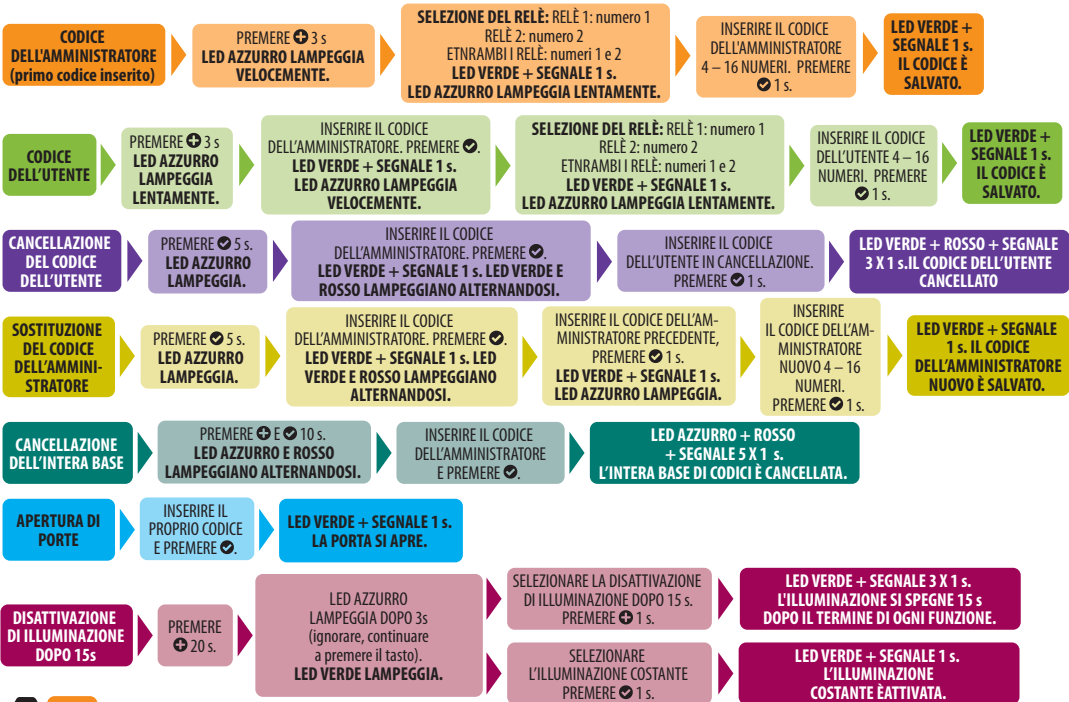 CODICE
DELL'AMMINISTRATORE
(primo codice inserito)
PREMERE ➕ 3 s
LED AZZURRO LAMPEGGIA
VELOCEMENTE.
SELEZIONE DEL RELÈ: RELÈ 1: numero 1
RELÈ 2: numero 2
ETNRAMBI I RELÈ: numeri 1 e 2
LED VERDE + SEGNALE 1 s.
LED AZZURRO LAMPEGGIA LENTAMENTE.
INSERIRE IL CODICE
DELL'AMMINISTRATORE
4 – 16 NUMERI. PREMERE
✔ 1 s.
LED VERDE +
SEGNALE 1 s.
IL CODICE È
SALVATO.
CODICE
DELL'UTENTE
PREMERE ➕ 3 s
LED AZZURRO
LAMPEGGIA
LENTAMENTE.
INSERIRE IL CODICE
DELL'AMMINISTRATORE. PREMERE ✔.
LED VERDE + SEGNALE 1 s.
LED AZZURRO LAMPEGGIA
VELOCEMENTE.
SELEZIONE DEL RELÈ: RELÈ 1: numero 1
RELÈ 2: numero 2
ETNRAMBI I RELÈ: numeri 1 e 2
LED VERDE + SEGNALE 1 s.
LED AZZURRO LAMPEGGIA LENTAMENTE.
INSERIRE IL CODICE
DELL'UTENTE 4 – 16
NUMERI. PREMERE
✔ 1 s.
LED VERDE +
SEGNALE 1 s.
IL CODICE È
SALVATO.
CANCELLAZIONE
DEL CODICE
DELL'UTENTE
PREMERE ✔ 5 s.
LED AZZURRO
LAMPEGGIA.
INSERIRE IL CODICE
DELL'AMMINISTRATORE. PREMERE ✔.
LED VERDE + SEGNALE 1 s. LED VERDE E
ROSSO LAMPEGGIANO ALTERNANDOSI.
INSERIRE IL CODICE
DELL'UTENTE IN CANCELLAZIONE.
PREMERE ✔ 1 s.
LED VERDE + ROSSO + SEGNALE
3 X 1 s.IL CODICE DELL'UTENTE
CANCELLATO
SOSTITUZIONE
DEL CODICE
DELL'AMMINI-
STRATORE
PREMERE ✔ 5 s.
LED AZZURRO
LAMPEGGIA.
INSERIRE IL CODICE
DELL'AMMINISTRATORE. PREMERE ✔.
LED VERDE + SEGNALE 1 s. LED
VERDE E ROSSO LAMPEGGIANO
ALTERNANDOSI.
INSERIRE IL CODICE DELL'AM-
MINISTRATORE PRECEDENTE,
PREMERE ✔ 1 s.
LED VERDE + SEGNALE 1 s.
LED AZZURRO LAMPEGGIA.
INSERIRE
IL CODICE DELL'AM-
MINISTRATORE
NUOVO 4 – 16
NUMERI.
PREMERE ✔ 1 s.
LED VERDE + SEGNALE
1 s. IL CODICE
DELL'AMMINISTRATORE
NUOVO È SALVATO.
CANCELLAZIONE
DELL'INTERA BASE
PREMERE ➕ E ✔ 10 s.
LED AZZURRO E ROSSO
LAMPEGGIANO ALTERNANDOSI.
INSERIRE IL CODICE
DELL'AMMINISTRATORE
E PREMERE ✔.
LED AZZURRO + ROSSO
+ SEGNALE 5 X 1 s.
L'INTERA BASE DI CODICI È CANCELLATA.
APERTURA DI
PORTE
INSERIRE IL
PROPRIO CODICE
E PREMERE ✔.
LED VERDE + SEGNALE 1 s.
LA PORTA SI APRE.
DISATTIVAZIONE
DI ILLUMINAZIONE
DOPO 15s
PREMERE
➕ 20 s.
LED AZZURRO
LAMPEGGIA DOPO 3s
(ignorare, continuare
a premere il tasto).
LED VERDE LAMPEGGIA.
SELEZIONARE LA DISATTIVAZIONE
DI ILLUMINAZIONE DOPO 15 s.
PREMERE ➕ 1 s.
LED VERDE + SEGNALE 3 X 1 s.
L'ILLUMINAZIONE SI SPEGNE 15 s
DOPO IL TERMINE DI OGNI FUNZIONE.
SELEZIONARE
L'ILLUMINAZIONE COSTANTE
PREMERE ✔ 1 s.
LED VERDE + SEGNALE 1 s.
L'ILLUMINAZIONE
COSTANTE ÈATTIVATA.